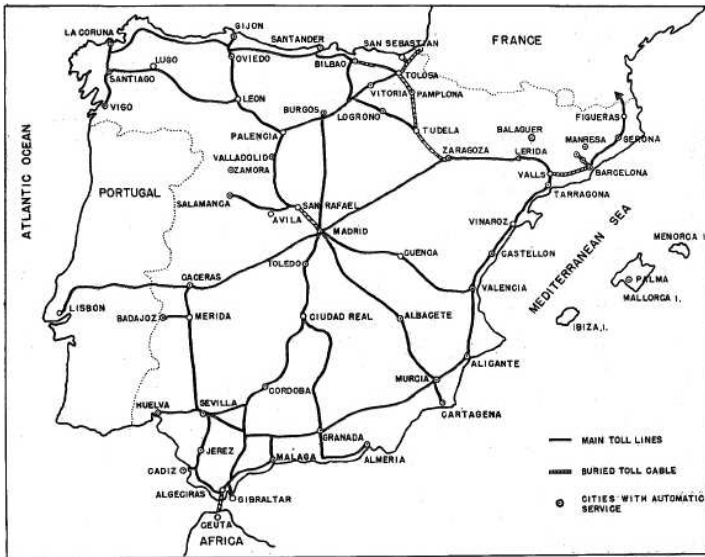 GIJON
LA CORUNA
SANTANDER
SAN SEBASTIAN
FRANCE
LUGO
OVIEDO
BILBAO
TOLOSA
SANTIAGO
VITORIA
PAMPLONA
VIGO
LEON
BURGOS
LOGRONO
FIGUERAS
PALENCIA
TUDELA
BALAGUER
MANRESA
GERONA
VALLADOLID
ZARAGOZA
LERIDA
ZAMORA
VALLS
BARCELONA
ATLANTIC OCEAN
PORTUGAL
SALAMANCA
SAN RAFAEL
TARRAGONA
AVILA
MADRID
VINAROZ
MENORCA I.
TOLEDO
CUENCA
CASTELLON
MEDITERRANEAN SEA
CACERAS
PALMA
VALENCIA
MALLORCA I.
LISBON
BADAJOZ
MERIDA
CIUDAD REAL
ALBACETE
IBIZA, I.
ALIGANTE
MURCIA
CORDOBA
HUELVA
SEVILLA
CARTAGENA
GRANADA
MAIN TOLL LINES
JEREZ
MALAGA
ALMERIA
CADIZ
BURIED TOLL CABLE
ALGECIRAS
GIBRALTAR
CITIES WITH AUTOMATIC
SERVICE
CEUTA
AFRICA